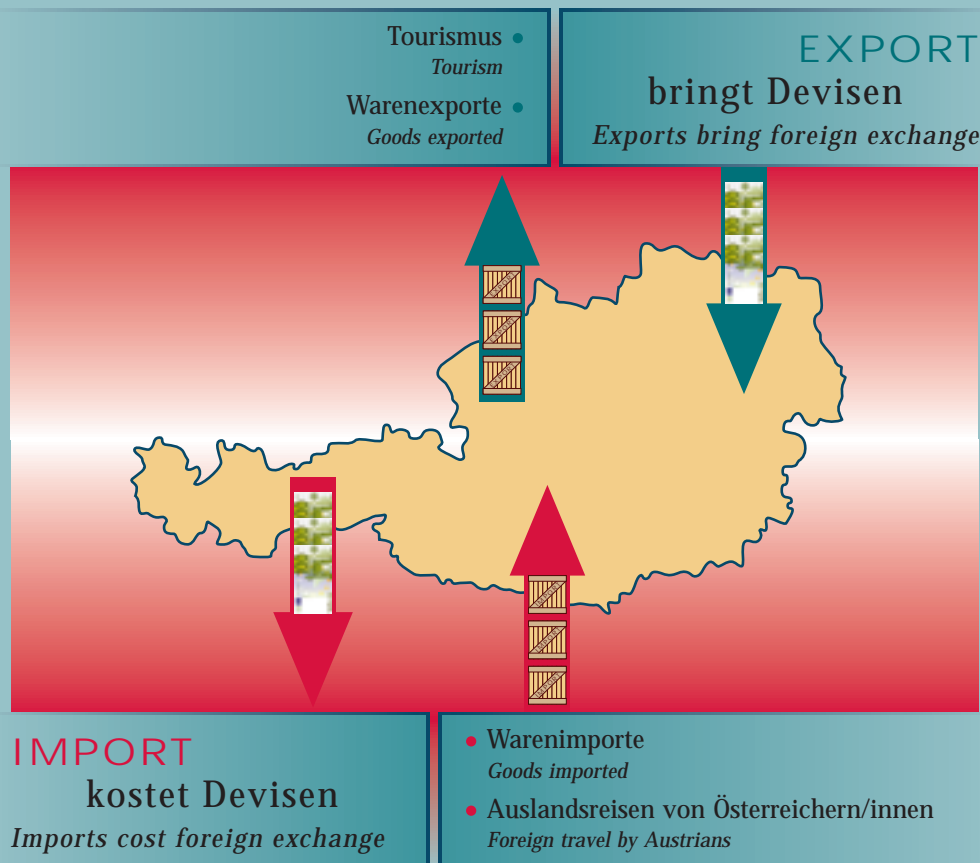 Tourismus
Tourism
Warenexporte
Goods exported
EXPORT
bringt Devisen
Exports bring foreign exchange
IMPORT
kostet Devisen
Imports cost foreign exchange
Warenimporte
Goods imported
Auslandsreisen von Österreichern/innen
Foreign travel by Austrians